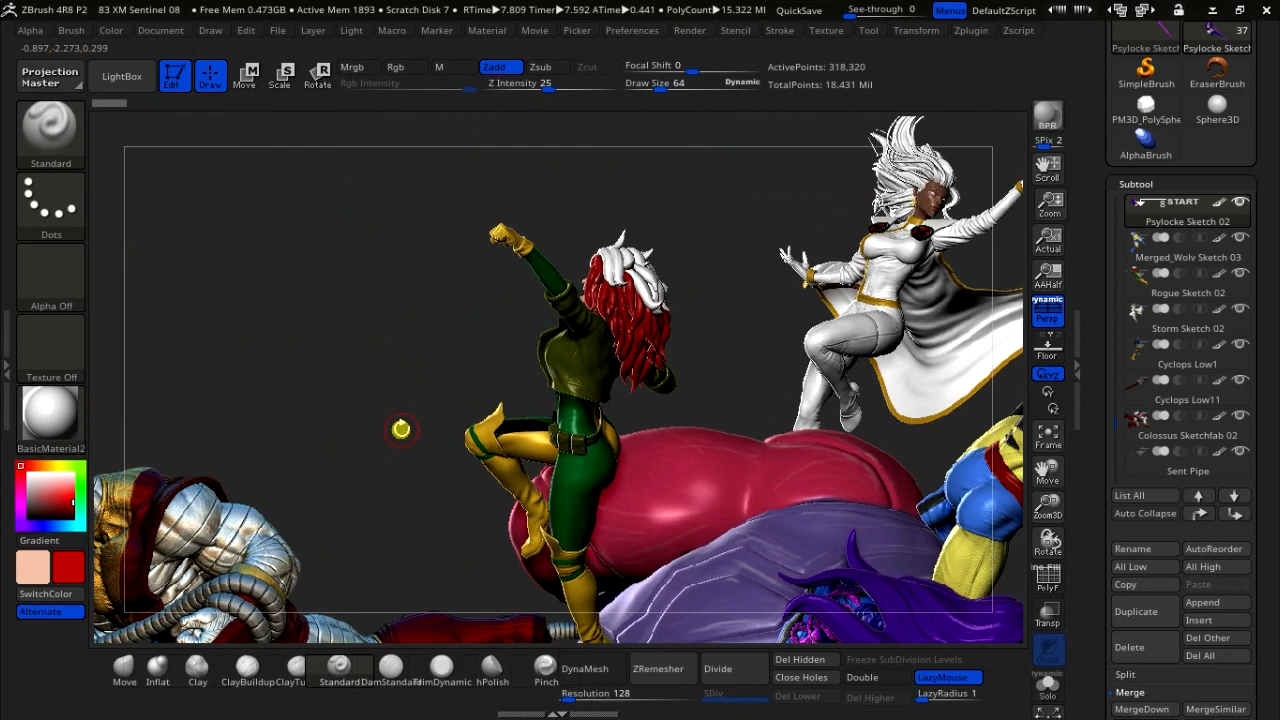 ZBrush 4R8 P2 83 XM Sentinel 08 • Free Mem 0.473GB • Active Mem 1893 • Scratch Disk 7 • RTime▶7.809 Timer▶7.592 ATime▶0.441 • PolyCount▶15.322 MI QuickSave See-through 0 Menus DefaultZScript
Alpha Brush Color Document Draw Edit File Layer Light Macro Marker Material Movie Picker Preferences Render Stencil Stroke Texture Tool Transform Zplugin Zscript
-0.897,-2.273,0.299
Projection Master
LightBox
Edit
Draw
Move
Scale
Rotate
Mrgb Rgb M Zadd Zsub Zcut
Rgb Intensity Z Intensity 25
Focal Shift 0
Draw Size 64 Dynamic
ActivePoints: 318,320
TotalPoints: 18.431 Mil
Standard
Dots
Alpha Off
Texture Off
BasicMaterial2
Gradient
SwitchColor
Alternate
BPR
SPix 2
Scroll
Zoom
Actual
AAHalf
Dynamic
Persp
Floor
Frame
Move
Zoom3D
Rotate
PolyF
Transp
Ghost
Dynamic
Solo
37
Psylocke Sketch Psylocke Sketch
SimpleBrush EraserBrush
PM3D_PolySphe Sphere3D
AlphaBrush
Subtool
START
Psylocke Sketch 02
Merged_Wolv Sketch 03
Rogue Sketch 02
Storm Sketch 02
Cyclops Low1
Cyclops Low11
Colossus Sketchfab 02
Sent Pipe
List All
Auto Collapse
Rename AutoReorder
All Low All High
Copy Paste
Duplicate Append
Insert
Delete Del Other
Del All
Split
Merge
MergeDown MergeSimilar
Move Inflat Clay ClayBuildup ClayTu Standard DamStandard TrimDynamic hPolish Pinch
DynaMesh ZRemesher Divide
Resolution 128 SDiv
Del Hidden Freeze SubDivision Levels
Close Holes Double LazyMouse
Del Lower Del Higher LazyRadius 1